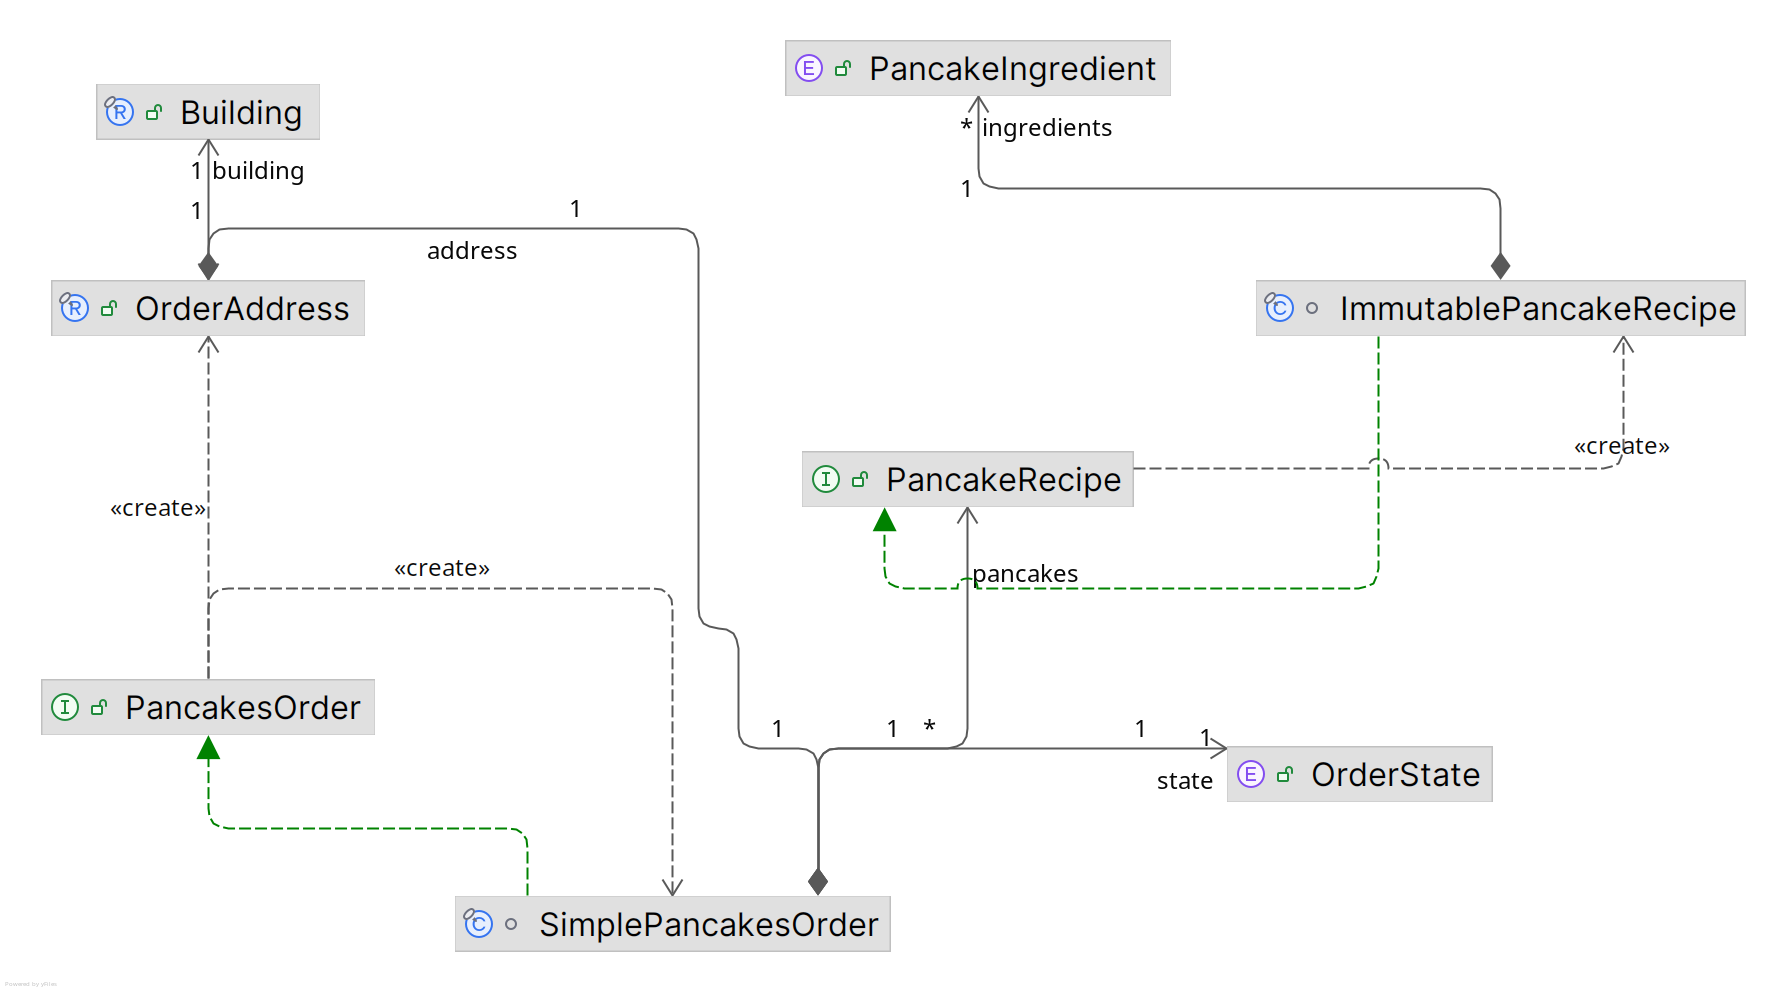 E PancakeIngredient
R Building
* ingredients
1 building
1
1
1
address
R OrderAddress
C ImmutablePancakeRecipe
«create»
I PancakeRecipe
«create»
«create»
pancakes
I PancakesOrder
1
1 *
1
1
state
E OrderState
C SimplePancakesOrder
Powered by yFiles